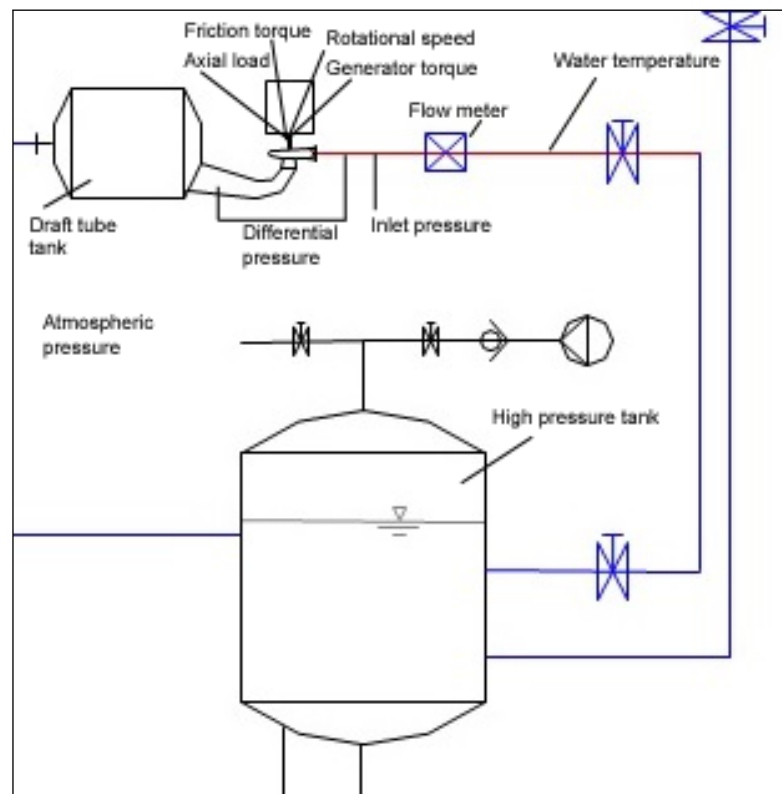 Friction torque
Rotational speed
Axial load
Generator torque
Water temperature
Flow meter
Draft tube
tank
Differential
pressure
Inlet pressure
Atmospheric
pressure
High pressure tank